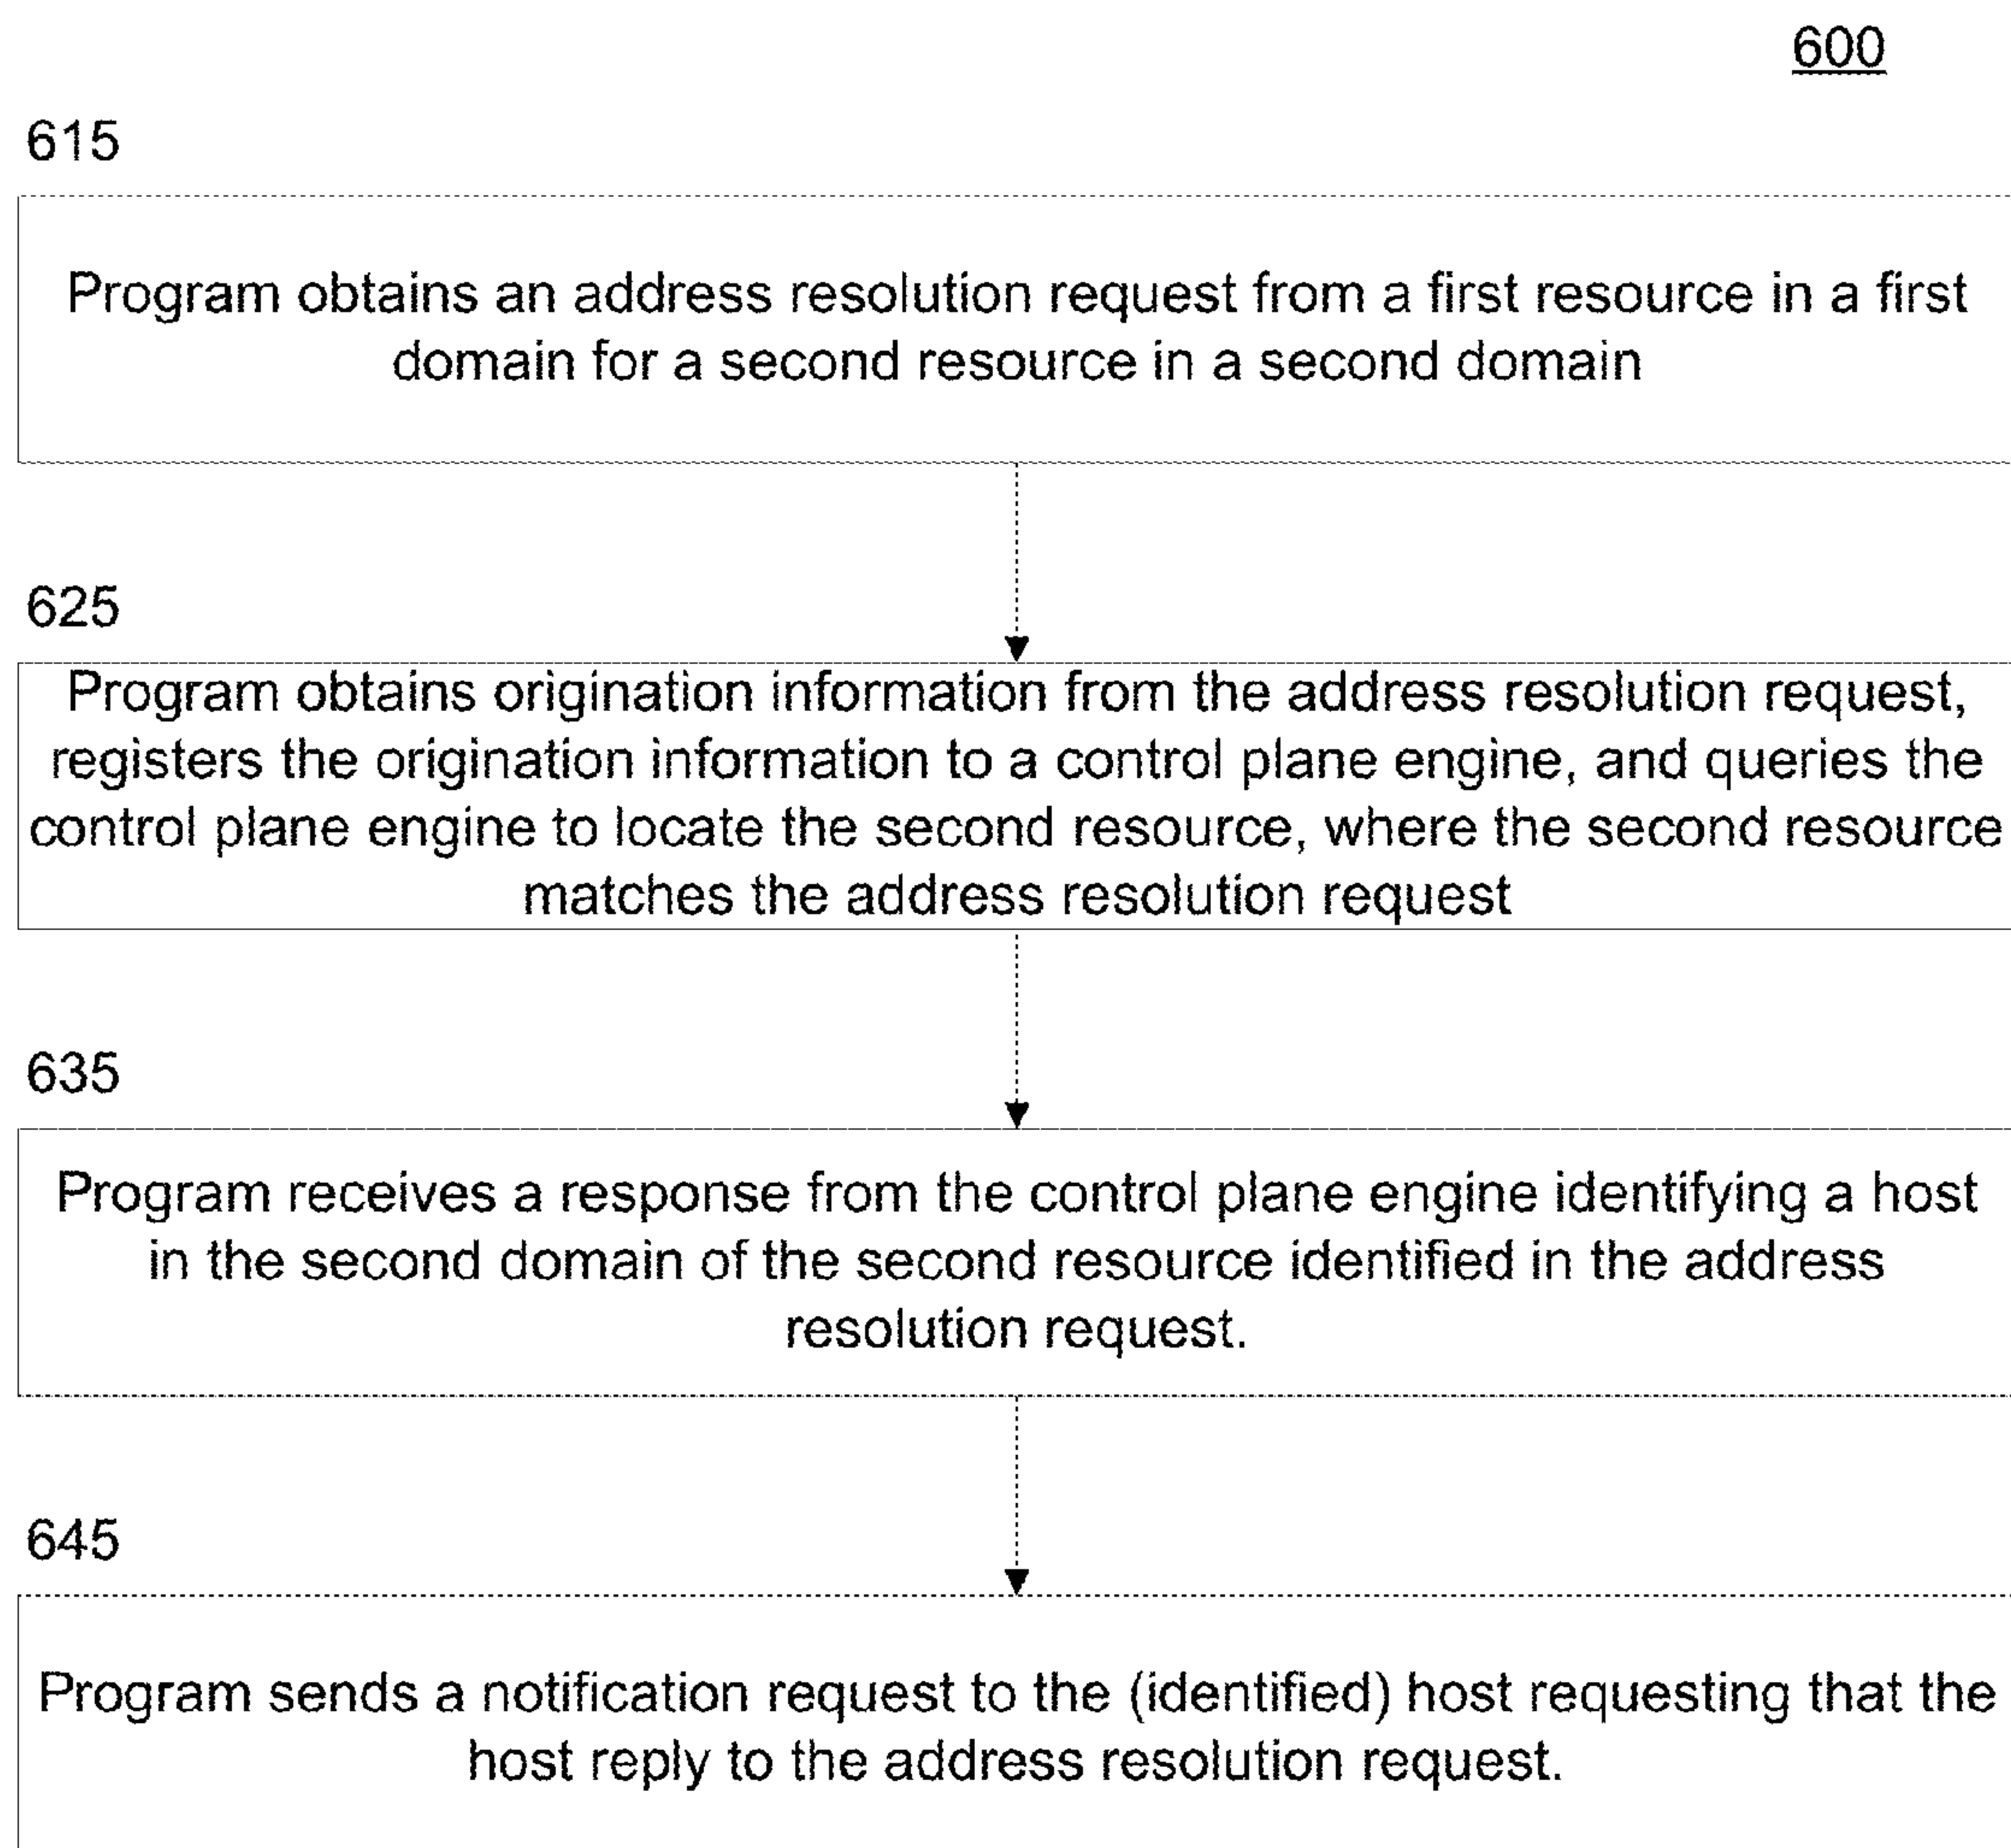 600
615
Program obtains an address resolution request from a first resource in a first
domain for a second resource in a second domain
625
Program obtains origination information from the address resolution request,
registers the origination information to a control plane engine, and queries the
control plane engine to locate the second resource, where the second resource
matches the address resolution request
635
Program receives a response from the control plane engine identifying a host
in the second domain of the second resource identified in the address
resolution request.
645
Program sends a notification request to the (identified) host requesting that the
host reply to the address resolution request.